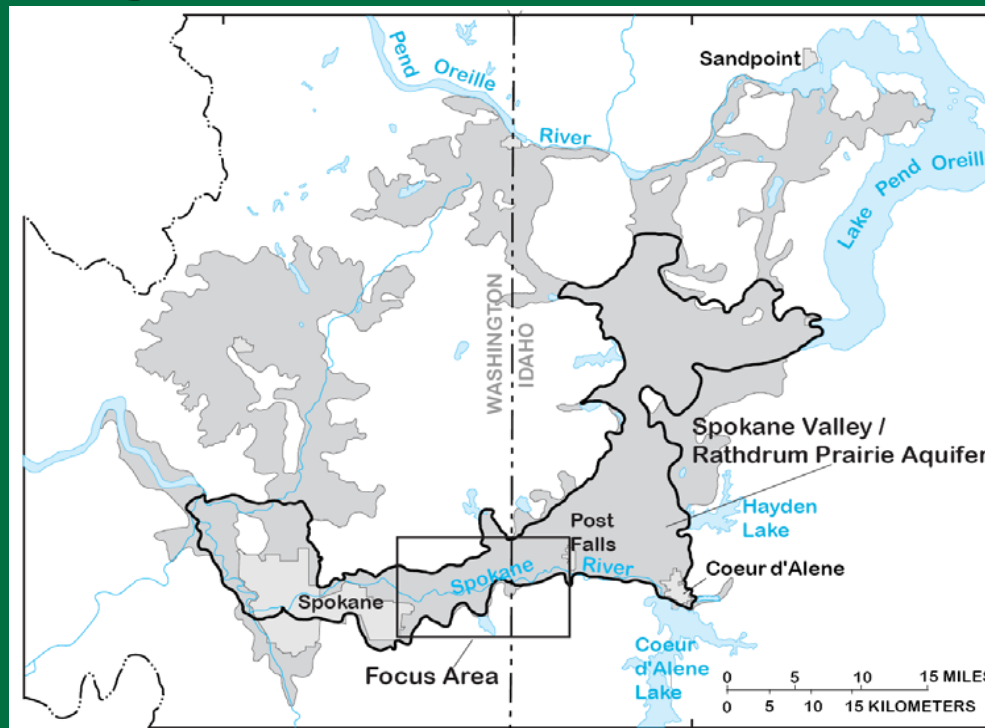 Sandpoint
Pend
Oreille
River
Lake Pend Oreill
WASHINGTON
IDAHO
Spokane Valley /
Rathdrum Prairie Aquifer
Hayden
Lake
Post
Falls
Spokane
River
Coeur d'Alene
Spokane
Focus Area
Coeur
d'Alene
Lake
0 5 10 15 MILES
0 5 10 15 KILOMETERS